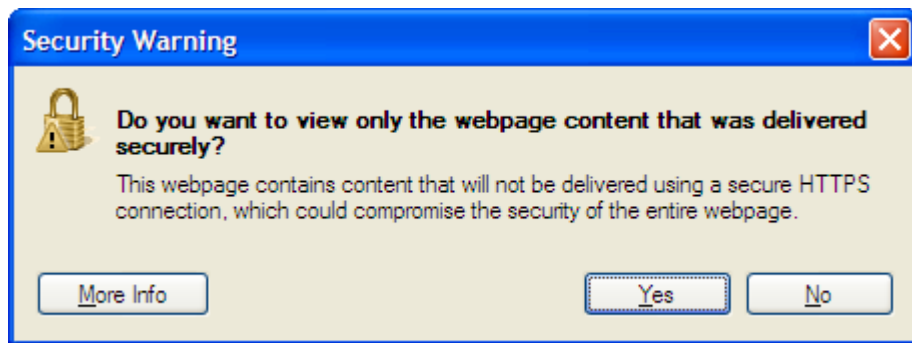 Security Warning
Do you want to view only the webpage content that was delivered
securely?
This webpage contains content that will not be delivered using a secure HTTPS
connection, which could compromise the security of the entire webpage.
More Info
Yes
No